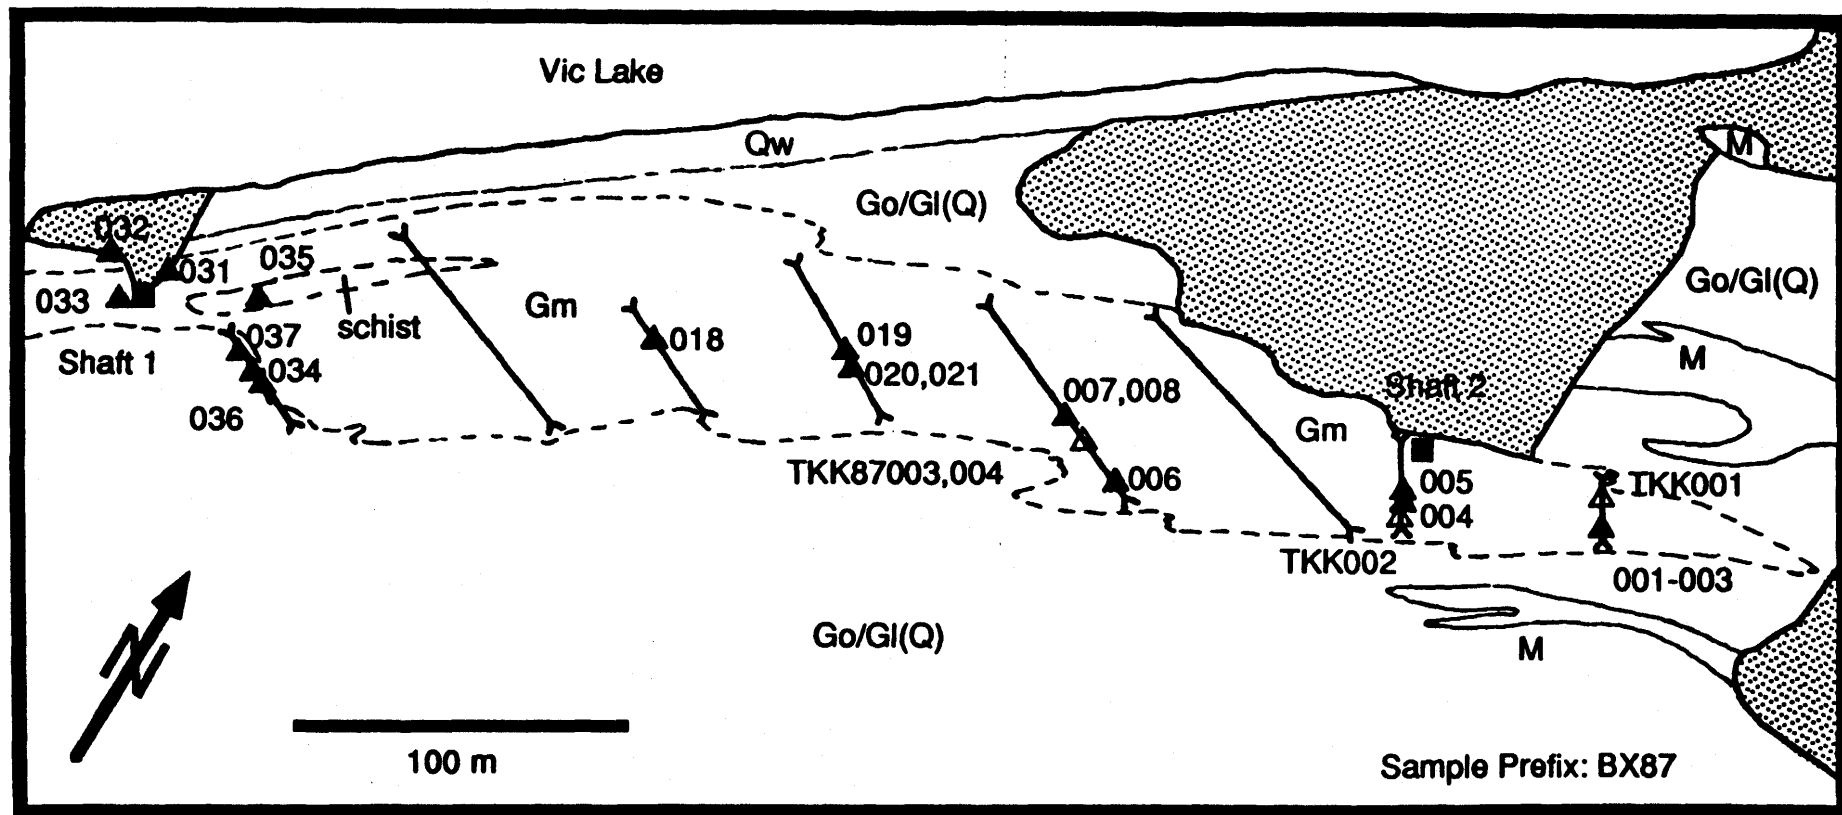 Vic Lake
Qw
M
Go/Gl(Q)
032
031
035
Go/Gl(Q)
033
Gm
schist
037
018
019
M
Shaft 1
034
020,021
007,008
Shaft 2
036
Gm
TKK87003,004
006
005
TKK001
004
TKK002
001-003
Go/Gl(Q)
M
N
100 m
Sample Prefix: BX87